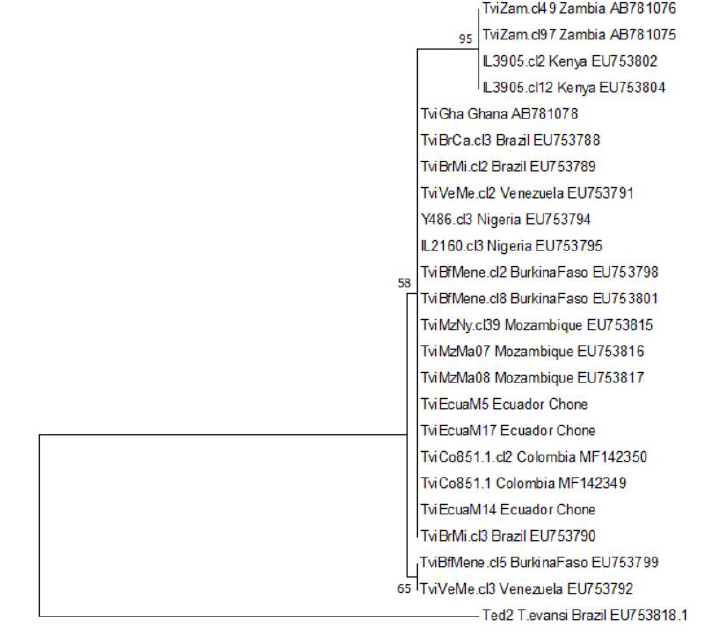 TviZam.cl49 Zambia AB781076
95
TviZam.cl97 Zambia AB781075
IL3905.cl2 Kenya EU753802
IL3905.cl12 Kenya EU753804
TviGha Ghana AB781078
TviBrCa.cl3 Brazil EU753788
TviBrMi.cl2 Brazil EU753789
TviVeMe.cl2 Venezuela EU753791
Y486.cl3 Nigeria EU753794
IL2160.cl3 Nigeria EU753795
TviBfMene.cl2 BurkinaFaso EU753798
58
TviBfMene.cl8 BurkinaFaso EU753801
TviMzNy.cl39 Mozambique EU753815
TviMzMa07 Mozambique EU753816
TviMzMa08 Mozambique EU753817
TviEcuaM5 Ecuador Chone
TviEcuaM17 Ecuador Chone
TviCo851.1.cl2 Colombia MF142350
TviCo851.1 Colombia MF142349
TviEcuaM14 Ecuador Chone
TviBrMi.cl3 Brazil EU753790
TviBfMene.cl5 BurkinaFaso EU753799
65
TviVeMe.cl3 Venezuela EU753792
Ted2 T.evansi Brazil EU753818.1